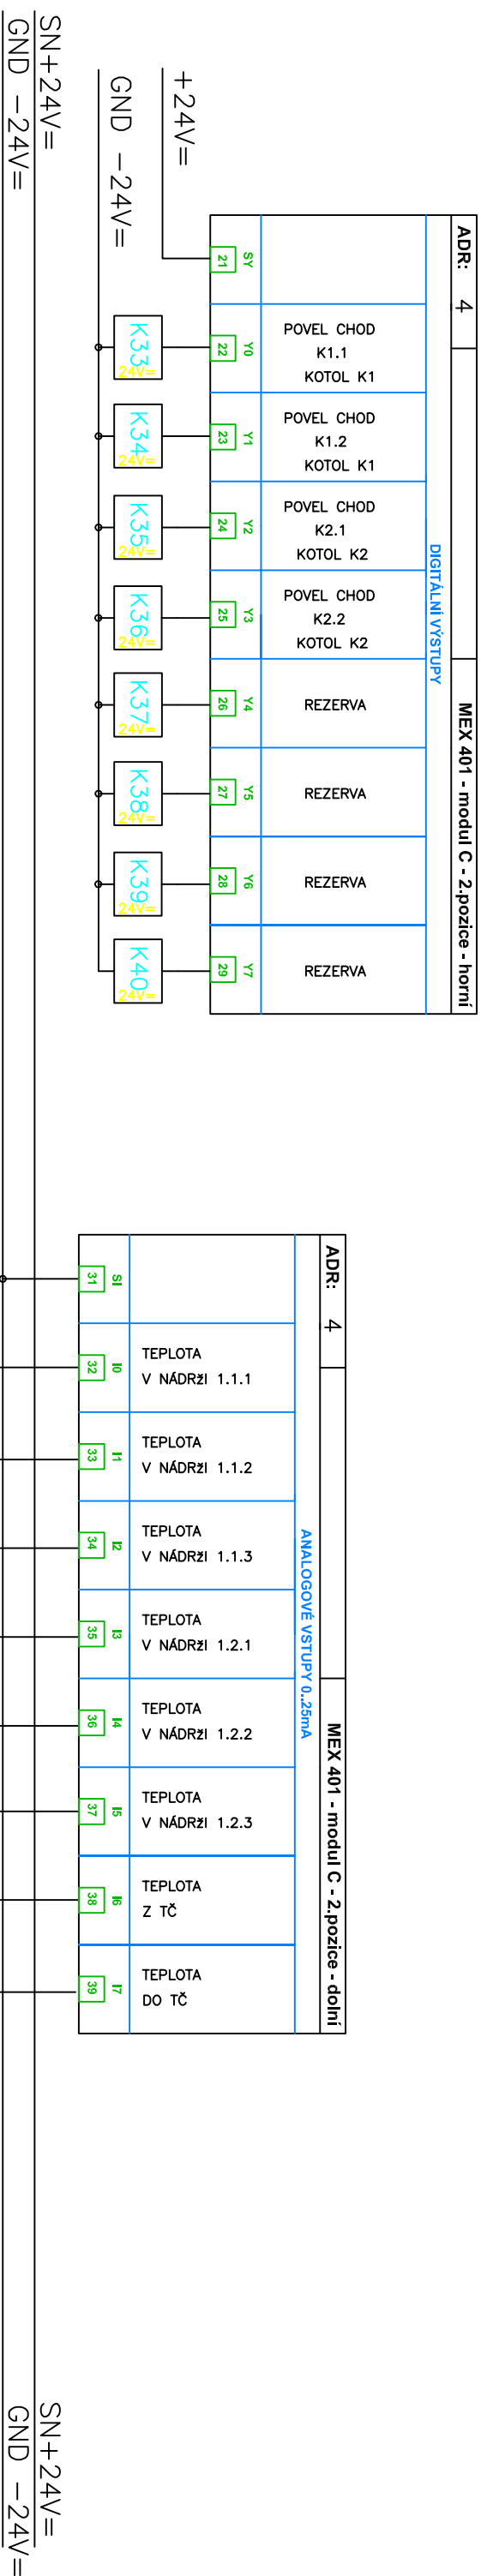 ADR: 4
MEX 401 - modul C - 2.pozice - horní
DIGITÁLNÍ VÝSTUPY
POVEL CHOD
K1.1
KOTOL K1
POVEL CHOD
K1.2
KOTOL K1
POVEL CHOD
K2.1
KOTOL K2
POVEL CHOD
K2.2
KOTOL K2
REZERVA
REZERVA
REZERVA
REZERVA
SY
Y0
Y1
Y2
Y3
Y4
Y5
Y6
Y7
21
22
23
24
25
26
27
28
29
+24V=
GND -24V=
K33
24V=
K34
24V=
K35
24V=
K36
24V=
K37
24V=
K38
24V=
K39
24V=
K40
24V=
SN+24V=
GND -24V=
ADR: 4
MEX 401 - modul C - 2.pozice - dolní
ANALOGOVÉ VSTUPY 0..25mA
TEPLOTA
V NÁDRžI 1.1.1
TEPLOTA
V NÁDRžI 1.1.2
TEPLOTA
V NÁDRžI 1.1.3
TEPLOTA
V NÁDRžI 1.2.1
TEPLOTA
V NÁDRžI 1.2.2
TEPLOTA
V NÁDRžI 1.2.3
TEPLOTA
Z TČ
TEPLOTA
DO TČ
SI
I0
I1
I2
I3
I4
I5
I6
I7
31
32
33
34
35
36
37
38
39
SN+24V=
GND -24V=